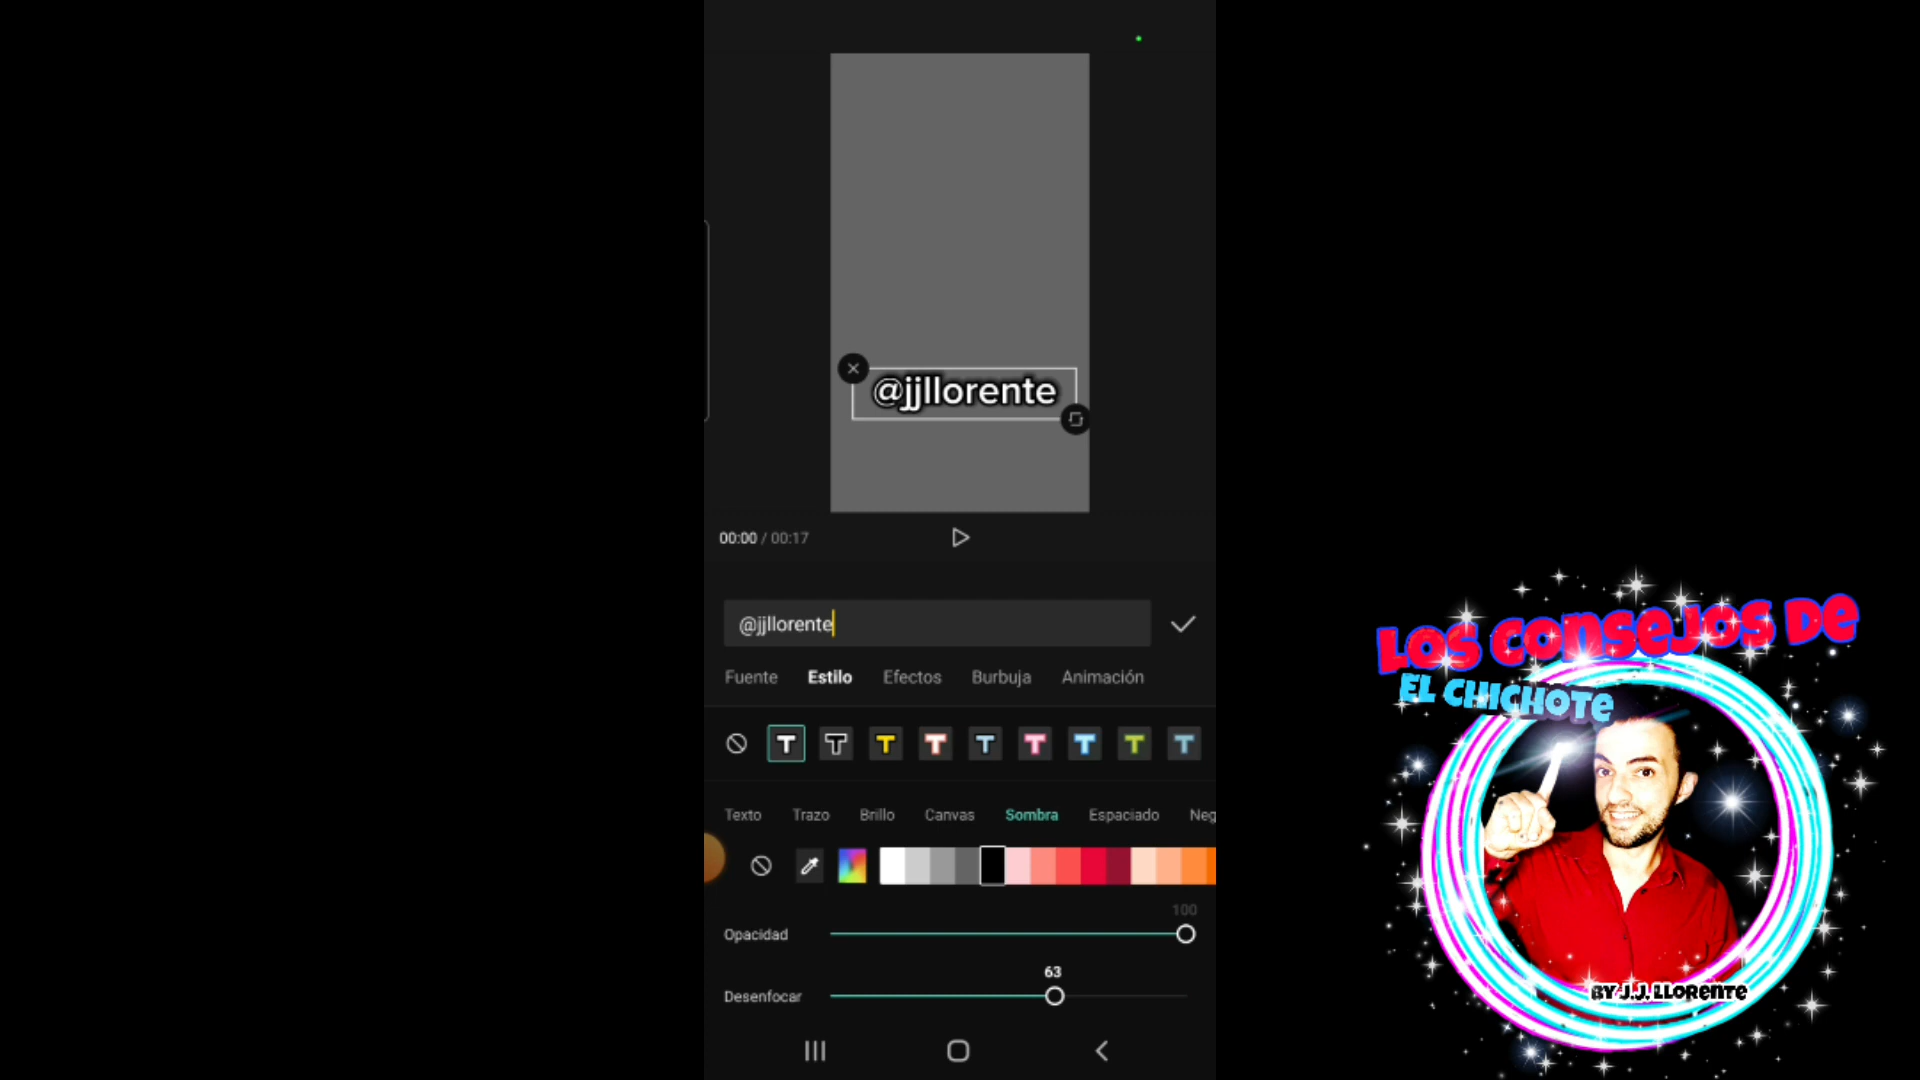 @jjllorente
00:00 / 00:17
@jjllorente
Fuente Estilo Efectos Burbuja Animación
T T T T T T T T T
Texto Trazo Brillo Canvas Sombra Espaciado Neg
100
Opacidad
63
Desenfocar
Los Consejos De
EL CHICHOTE
BY J.J. LLORENTE